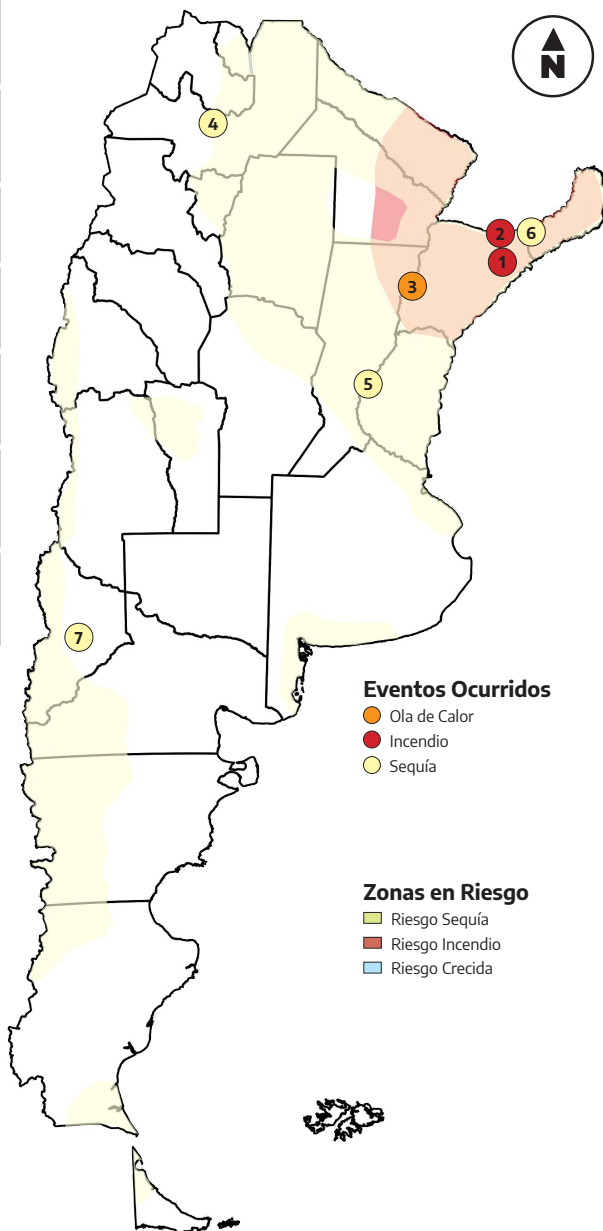 N
4
2
6
1
3
5
7
Eventos Ocurridos
Ola de Calor
Incendio
Sequía
Zonas en Riesgo
Riesgo Sequía
Riesgo Incendio
Riesgo Crecida